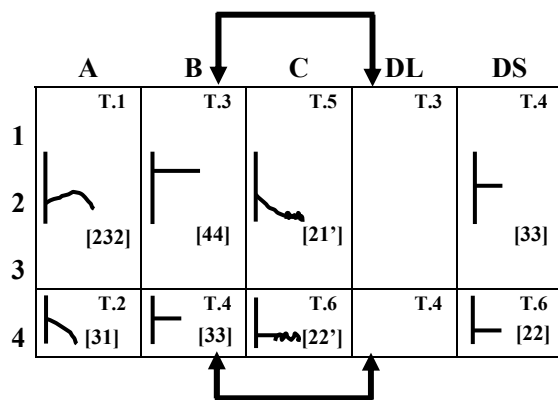 A B C DL DS
T.1 T.3 T.5 T.3 T.4
1
2
[232] [44] [21’] [33]
3
T.2 T.4 T.6 T.4 T.6
4 [31] [33] [22’] [22]